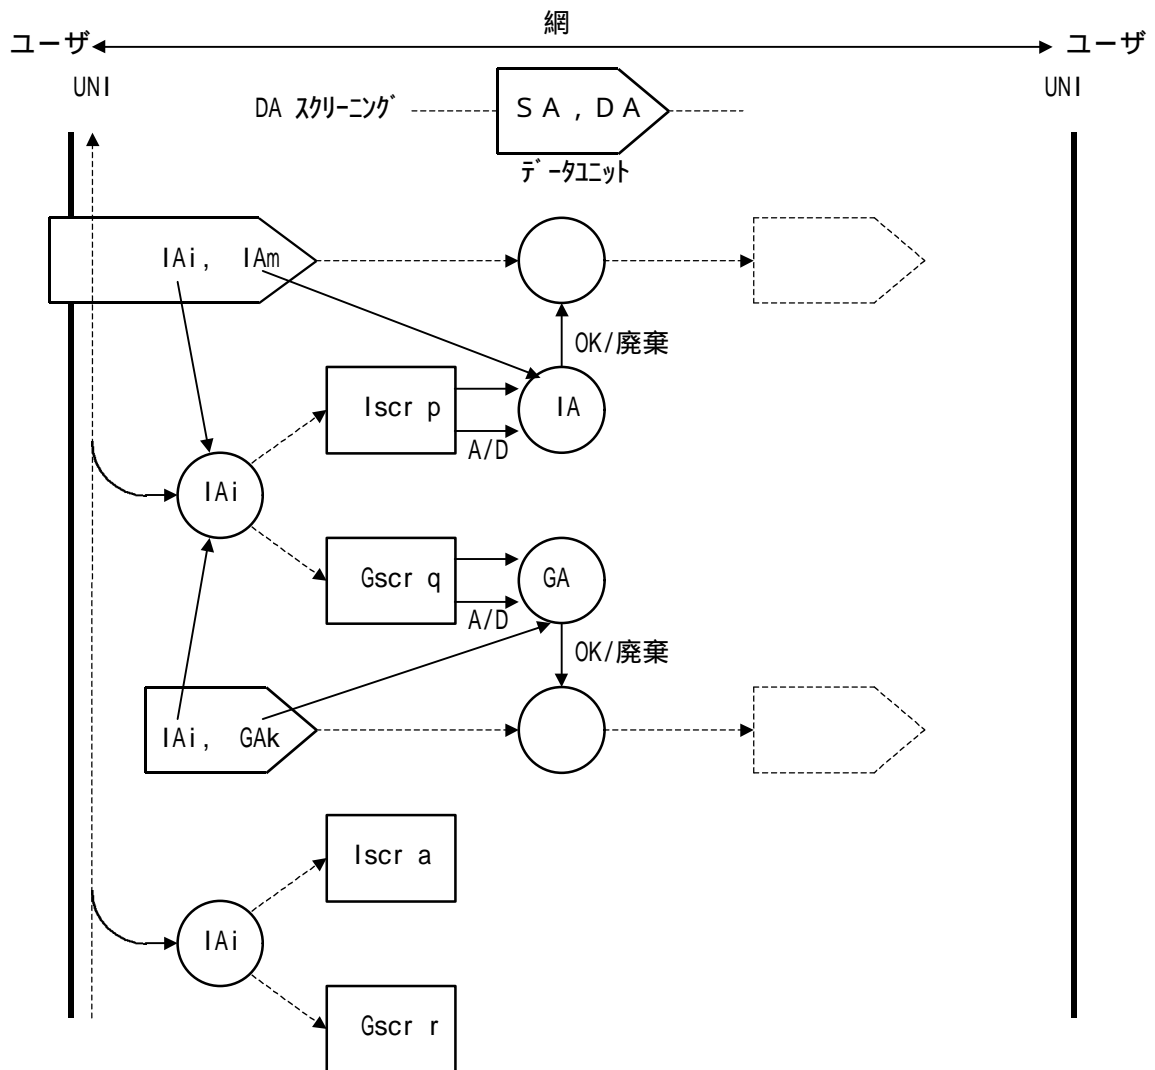 網
ユーザ ユーザ
UNI UNI
DA スクリーニング SA , DA
データユニット
IAi, IAm
OK/廃棄
Iscr p IA
A/D
IAi
Gscr q GA
A/D
OK/廃棄
IAi, GAk
Iscr a
IAi
Gscr r